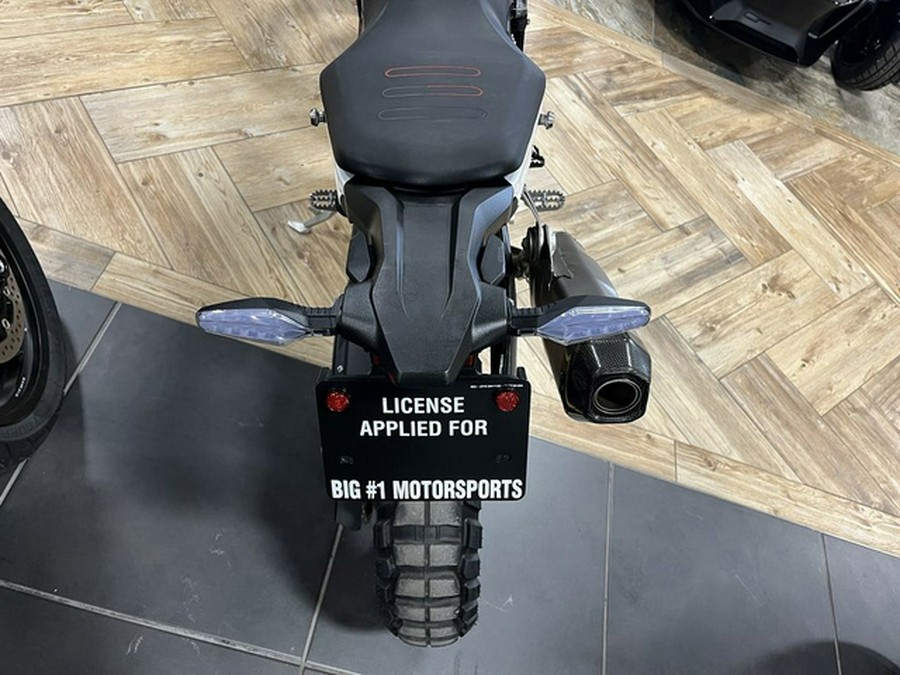 LICENSE
APPLIED FOR
BIG #1 MOTORSPORTS